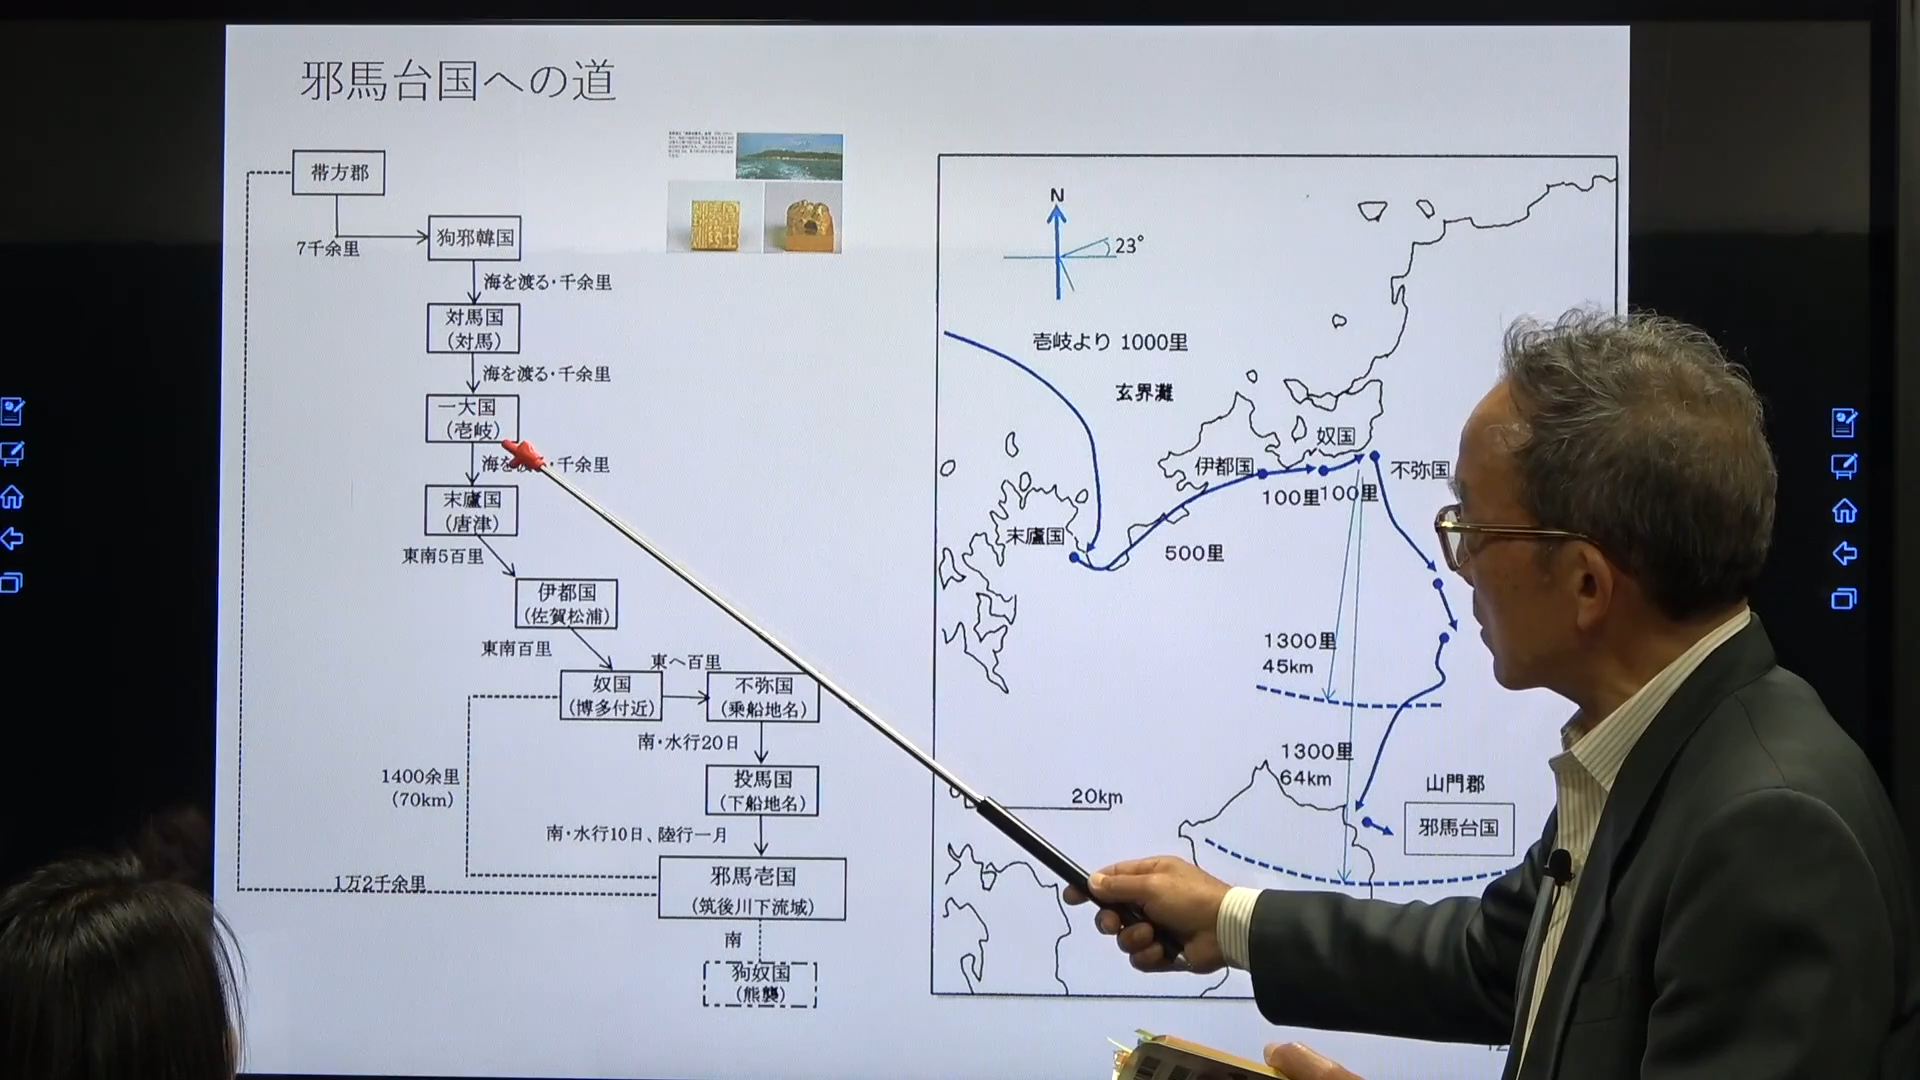 邪馬台国への道
帯方郡
7千余里
狗邪韓国
海を渡る・千余里
対馬国
(対馬)
海を渡る・千余里
一大国
(壱岐)
海を・千余里
末廬国
(唐津)
東南5百里
伊都国
(佐賀松浦)
東南百里
東へ百里
奴国
(博多付近)
不弥国
(乗船地名)
南・水行20日
1400余里
(70km)
投馬国
(下船地名)
南・水行10日、陸行一月
1万2千余里
邪馬壱国
(筑後川下流域)
南
狗奴国
(熊襲)
N
23°
壱岐より 1000里
玄界灘
奴国
伊都国
不弥国
100里
100里
末廬国
500里
1300里
45km
1300里
64km
20km
山門郡
邪馬台国